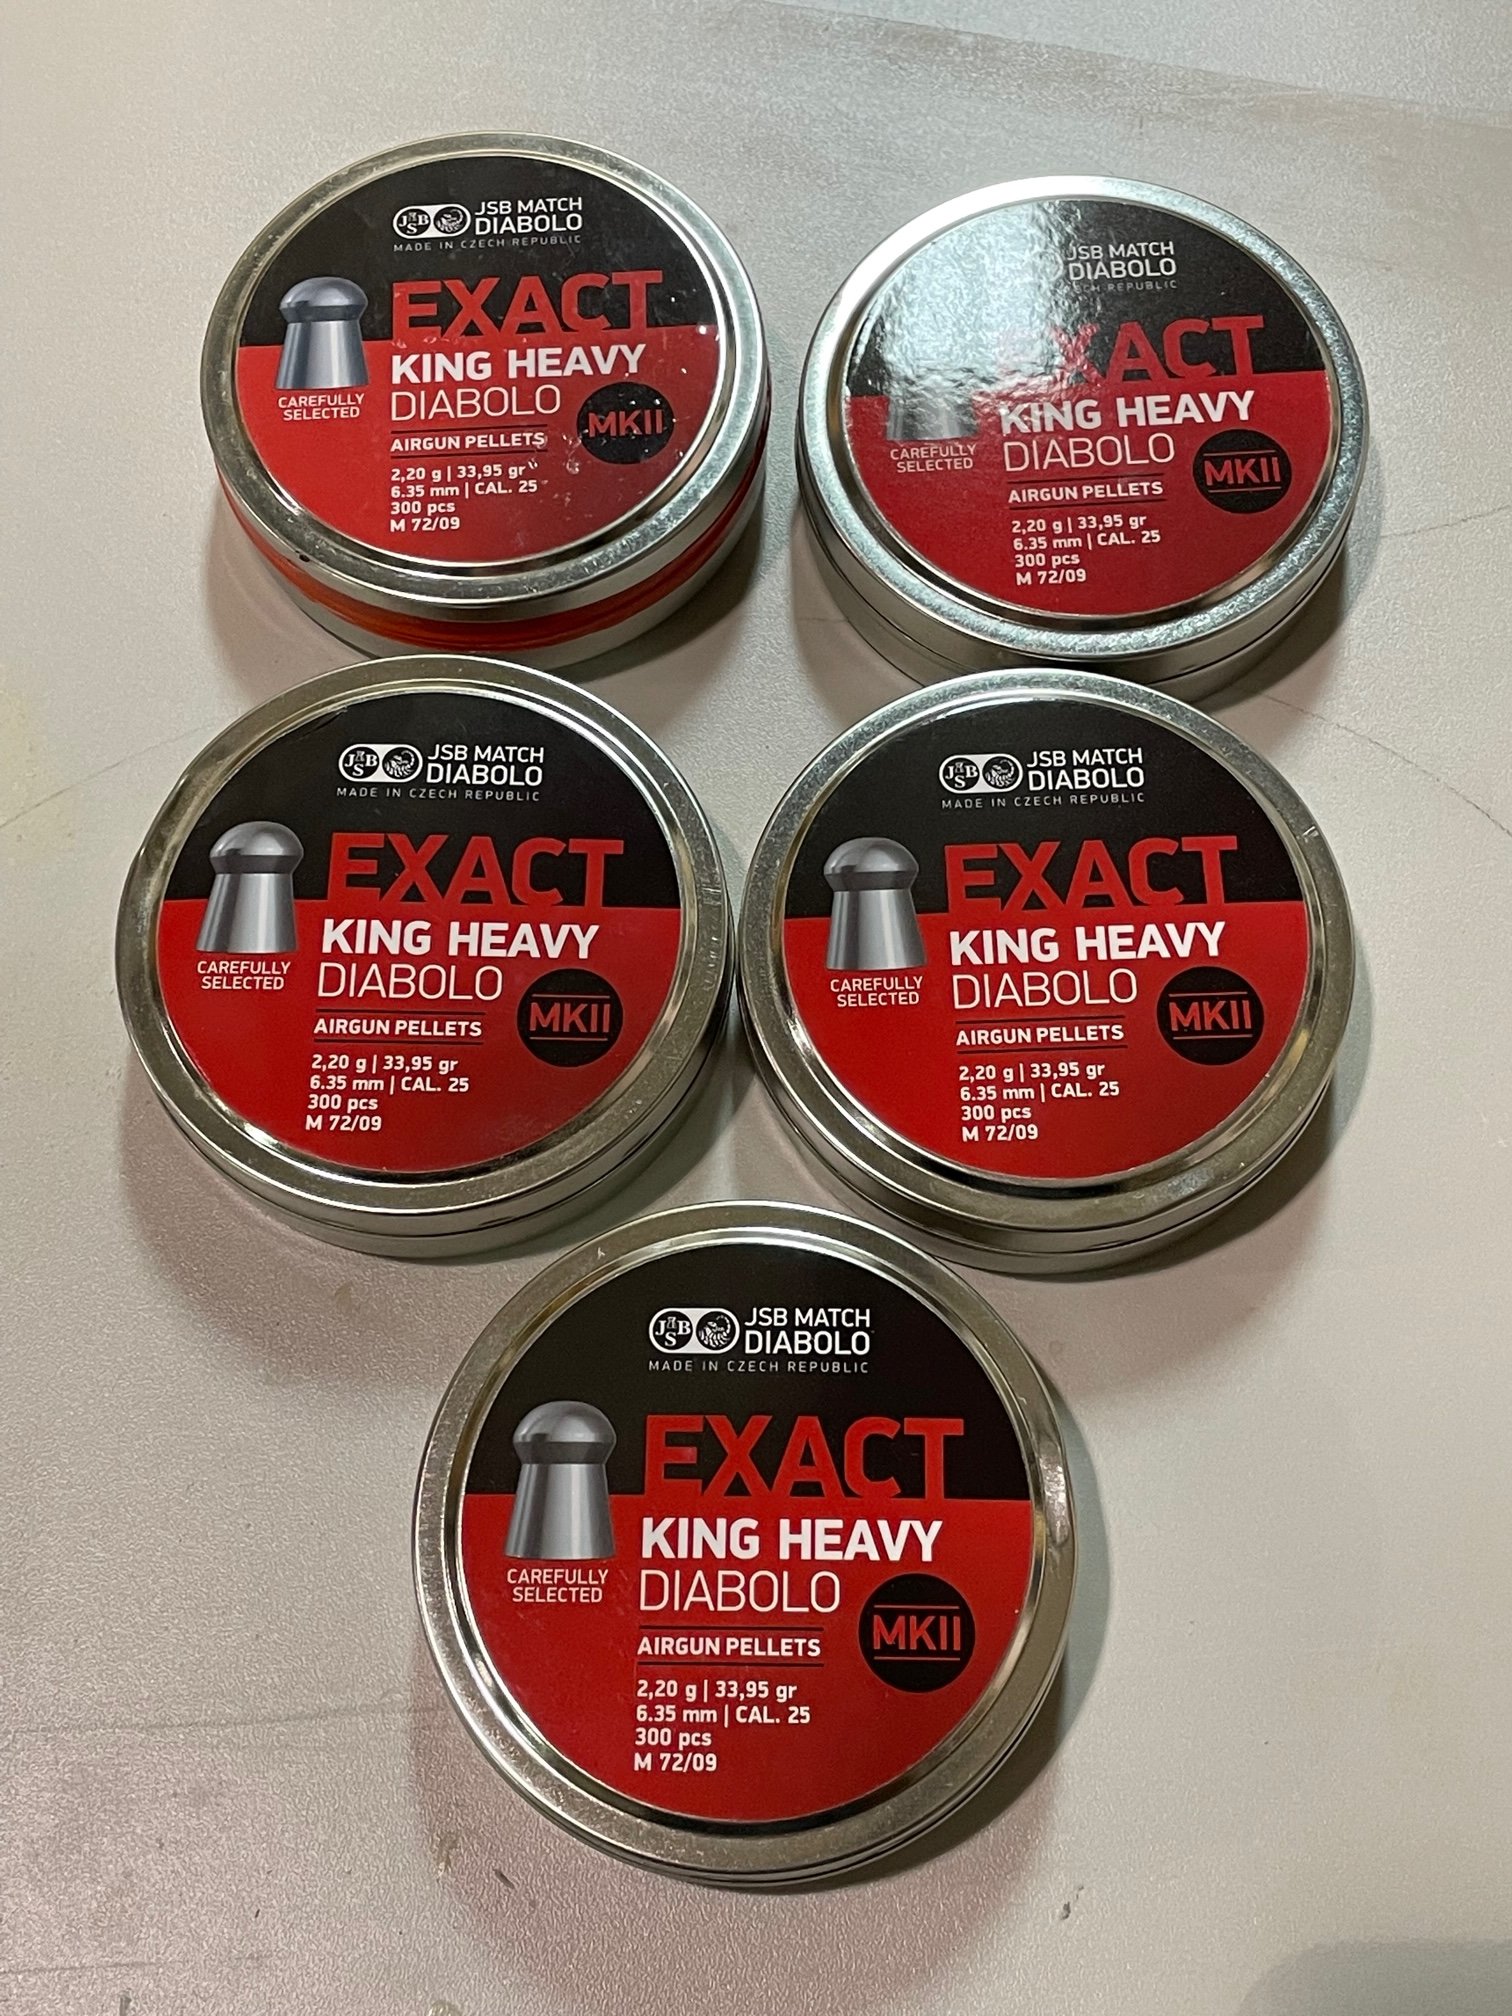 JSB
JSB MATCH
DIABOLO
MADE IN CZECH REPUBLIC
EXACT
KING HEAVY
DIABOLO
CAREFULLY
SELECTED
MKII
AIRGUN PELLETS
2,20 g | 33,95 gr
6.35 mm | CAL. 25
300 pcs
M 72/09
JSB MATCH
DIABOLO
REPUBLIC
EXACT
KING HEAVY
DIABOLO
CAREFULLY
SELECTED
MKII
AIRGUN PELLETS
2,20 g | 33,95 gr
6.35 mm | CAL. 25
300 pcs
M 72/09
JSB
JSB MATCH
DIABOLO
MADE IN CZECH REPUBLIC
EXACT
KING HEAVY
DIABOLO
CAREFULLY
SELECTED
MKII
AIRGUN PELLETS
2,20 g | 33,95 gr
6.35 mm | CAL. 25
300 pcs
M 72/09
JSB
JSB MATCH
DIABOLO
MADE IN CZECH REPUBLIC
EXACT
KING HEAVY
DIABOLO
CAREFULLY
SELECTED
MKII
AIRGUN PELLETS
2,20 g | 33,95 gr
6.35 mm | CAL. 25
300 pcs
M 72/09
JSB
JSB MATCH
DIABOLO
MADE IN CZECH REPUBLIC
EXACT
KING HEAVY
DIABOLO
CAREFULLY
SELECTED
MKII
AIRGUN PELLETS
2,20 g | 33,95 gr
6.35 mm | CAL. 25
300 pcs
M 72/09